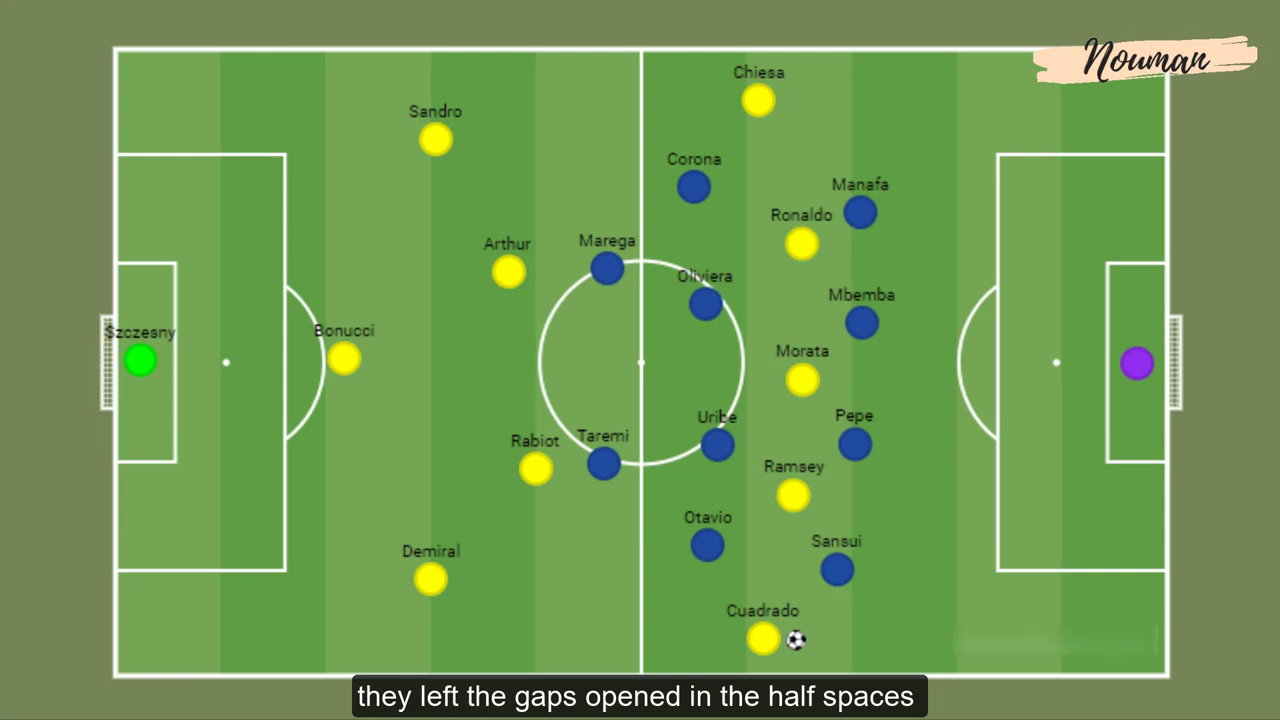 Nouman
Chiesa
Sandro
Corona
Manafa
Ronaldo
Arthur
Marega
Oliviera
Mbemba
Szczesny
Bonucci
Morata
Uribe
Pepe
Rabiot
Taremi
Ramsey
Otavio
Sansui
Demiral
Cuadrado
they left the gaps opened in the half spaces